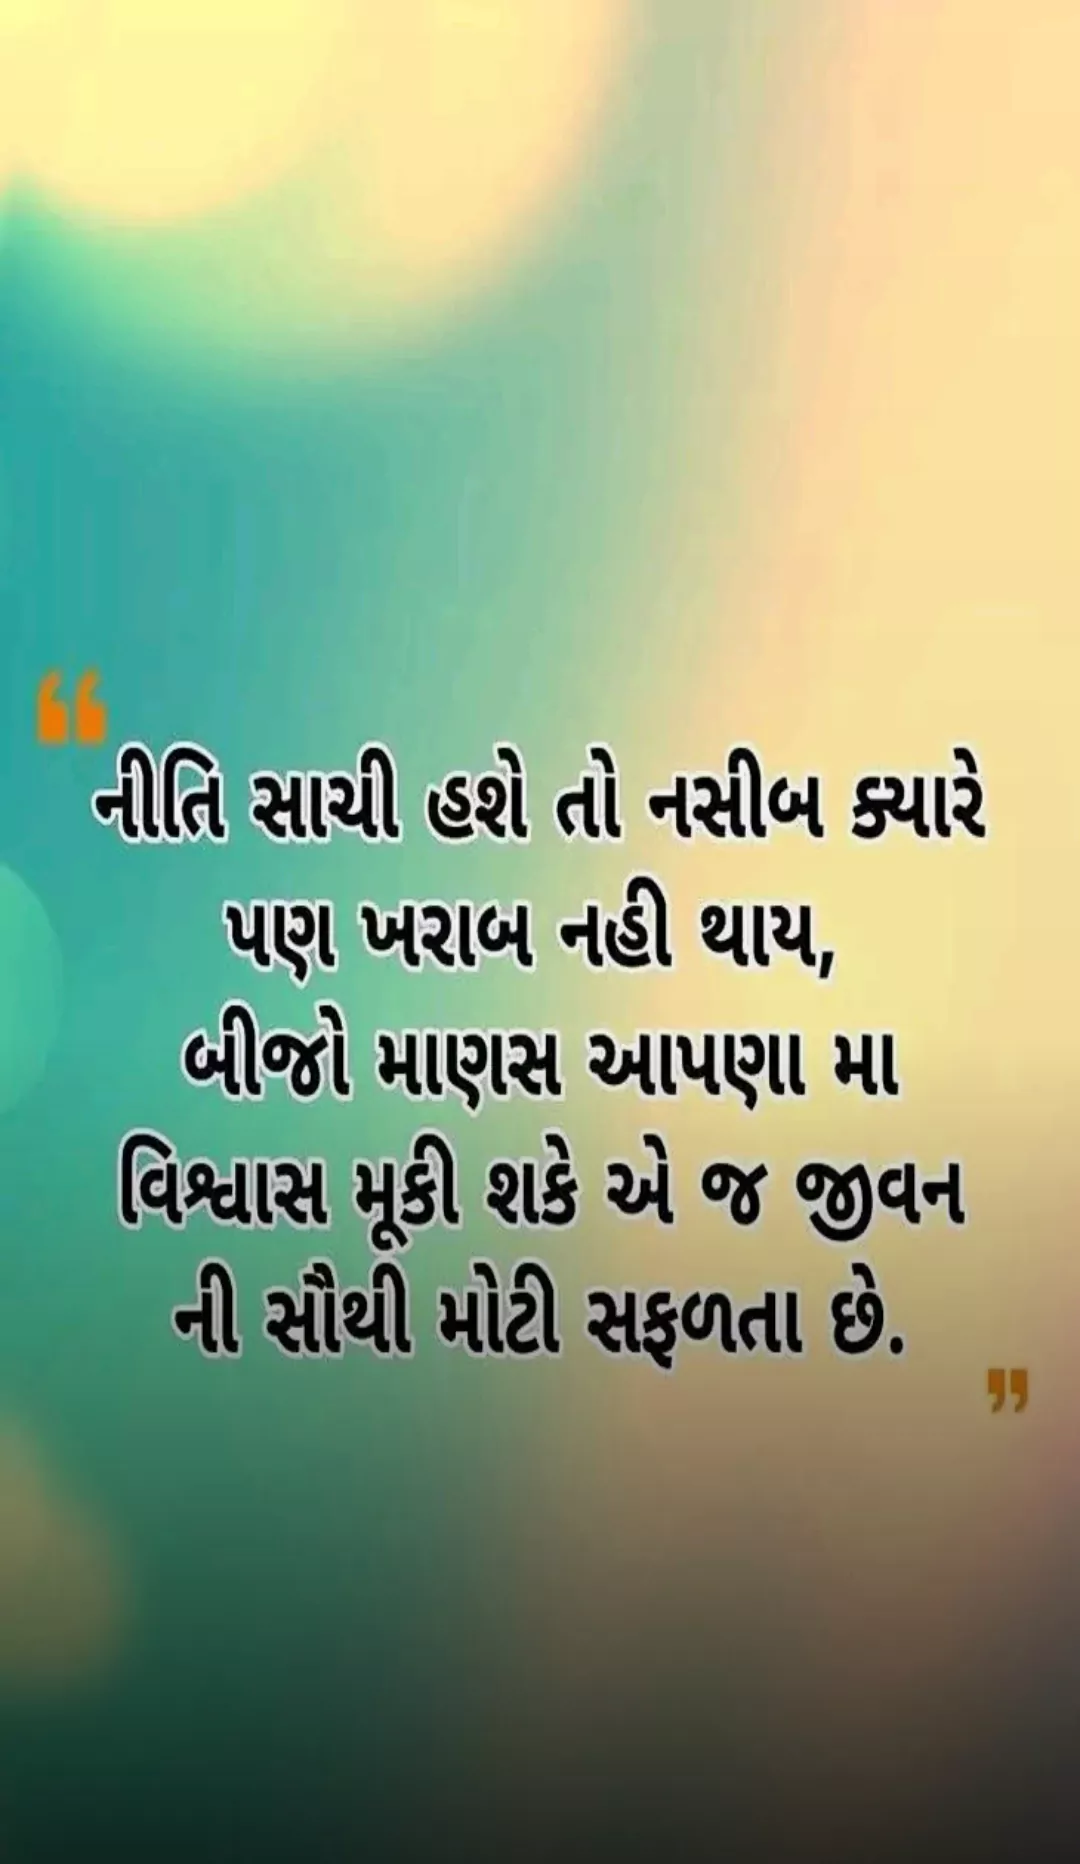 “નીતિ સાચી હશે તો નસીબ ક્યારે
પણ ખરાબ નહી થાય,
બીજો માણસ આપણા મા
વિશ્વાસ મૂકી શકે એ જ જીવન
ની સૌથી મોટી સફળતા છે.
”